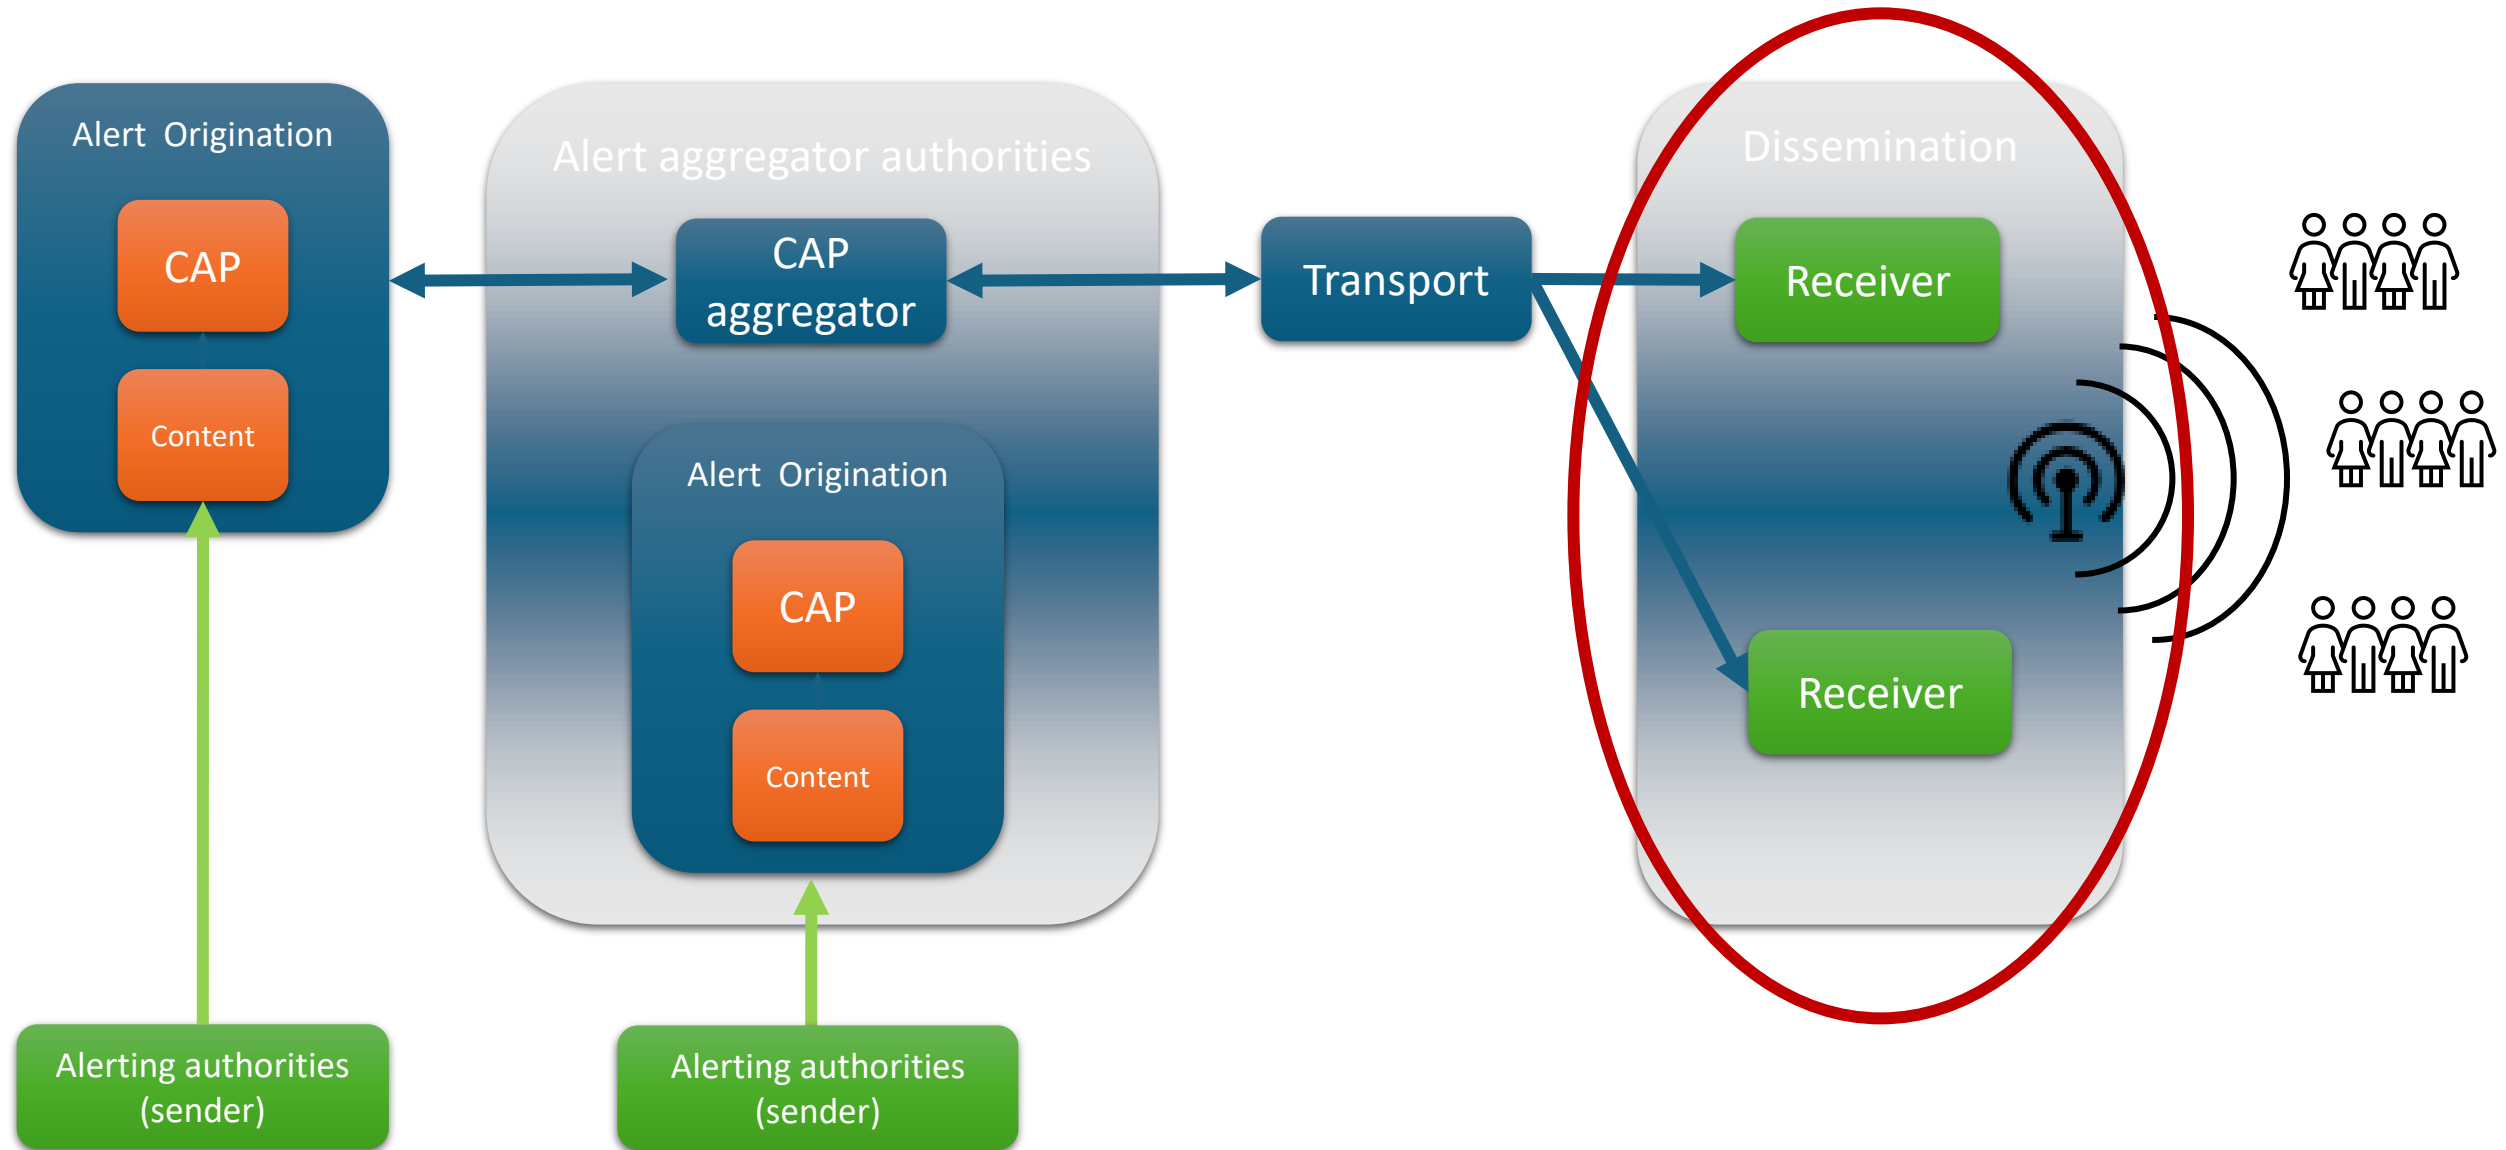 Alert  Origination
CAP
Content
Alerting authorities
(sender)
Alert aggregator authorities
CAP
aggregator
Alert  Origination
CAP
Content
Alerting authorities
(sender)
Transport
Dissemination
Receiver
Receiver